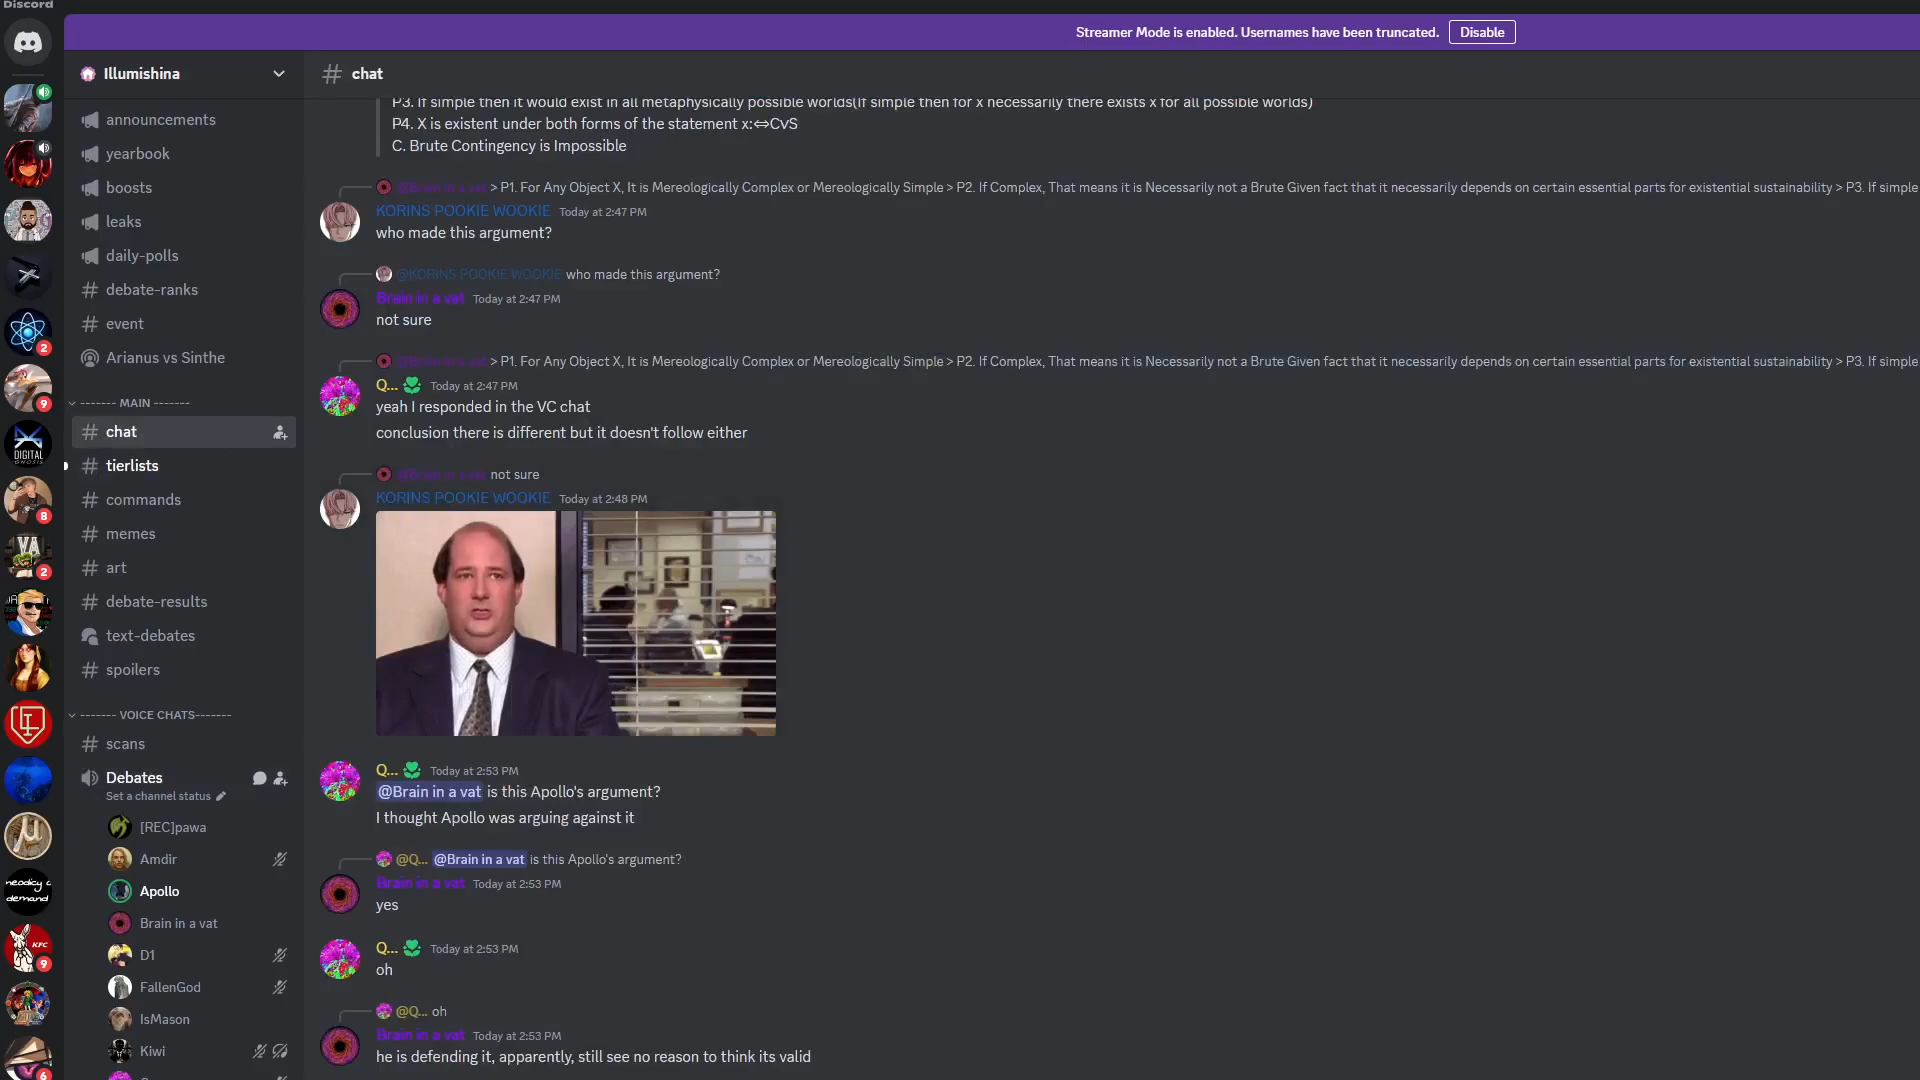 Discord
Streamer Mode is enabled. Usernames have been truncated. Disable
Illumishina
announcements
yearbook
boosts
leaks
daily-polls
debate-ranks
event
Arianus vs Sinthe
------- MAIN -------
chat
tierlists
commands
memes
art
debate-results
text-debates
spoilers
------- VOICE CHATS-------
scans
Debates
Set a channel status
[REC]pawa
Amdir
Apollo
Brain in a vat
D1
FallenGod
IsMason
Kiwi
2
9
DIGITAL
GNOSIS
8
VA
2
neodicy
demand
KFC
9
6
# chat
P3. If simple then it would exist in all metaphysically possible worlds(If simple then for x necessarily there exists x for all possible worlds)
P4. X is existent under both forms of the statement x:⇔CvS
C. Brute Contingency is Impossible
@Brain in a vat > P1. For Any Object X, It is Mereologically Complex or Mereologically Simple > P2. If Complex, That means it is Necessarily not a Brute Given fact that it necessarily depends on certain essential parts for existential sustainability > P3. If simple
KORINS POOKIE WOOKIE Today at 2:47 PM
who made this argument?
@KORINS POOKIE WOOKIE who made this argument?
Brain in a vat Today at 2:47 PM
not sure
@Brain in a vat > P1. For Any Object X, It is Mereologically Complex or Mereologically Simple > P2. If Complex, That means it is Necessarily not a Brute Given fact that it necessarily depends on certain essential parts for existential sustainability > P3. If simple
Q... Today at 2:47 PM
yeah I responded in the VC chat
conclusion there is different but it doesn't follow either
@Brain in a vat not sure
KORINS POOKIE WOOKIE Today at 2:48 PM
Q... Today at 2:53 PM
@Brain in a vat is this Apollo's argument?
I thought Apollo was arguing against it
@Q... @Brain in a vat is this Apollo's argument?
Brain in a vat Today at 2:53 PM
yes
Q... Today at 2:53 PM
oh
@Q... oh
Brain in a vat Today at 2:53 PM
he is defending it, apparently, still see no reason to think its valid